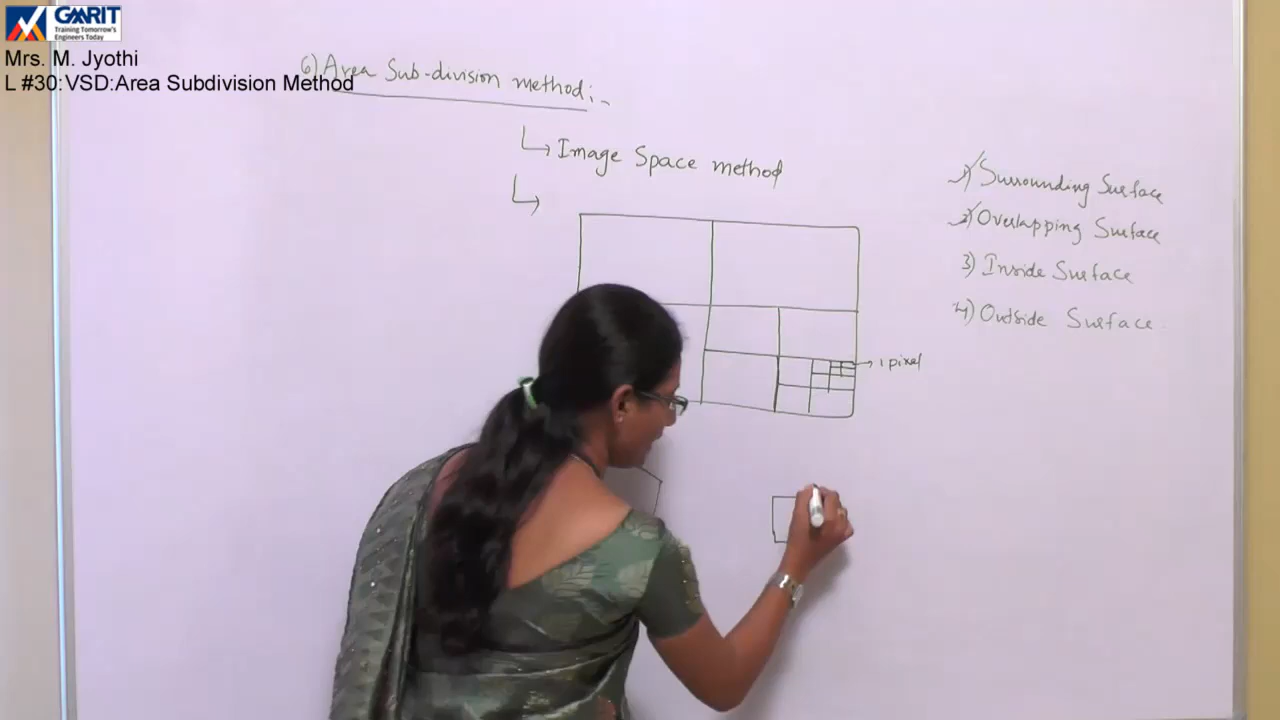 GMRIT
Training Tomorrow's
Engineers Today
Mrs. M. Jyothi
L #30:VSD:Area Subdivision Method
6) Area Sub-division method:-
Image Space method
1) Surrounding Surface
2) Overlapping Surface
3) Inside Surface
4) Outside Surface
1 pixel